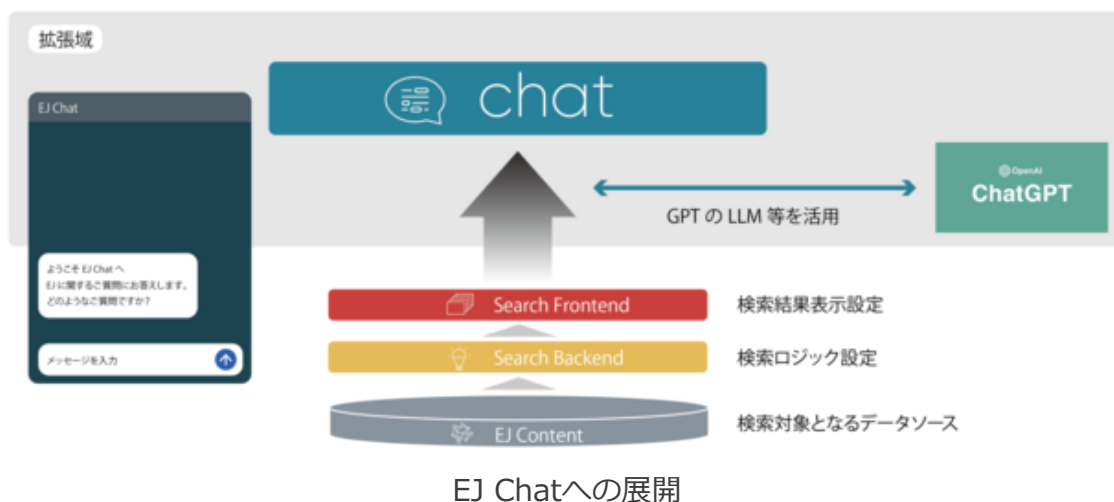 拡張域
chat
EJ Chat
OpenAI
ChatGPT
GPT の LLM 等を活用
ようこそ EJ Chat へ
EJ に関するご質問にお答えします。
どのようなご質問ですか？
メッセージを入力
Search Frontend
検索結果表示設定
Search Backend
検索ロジック設定
EJ Content
検索対象となるデータソース
EJ Chatへの展開